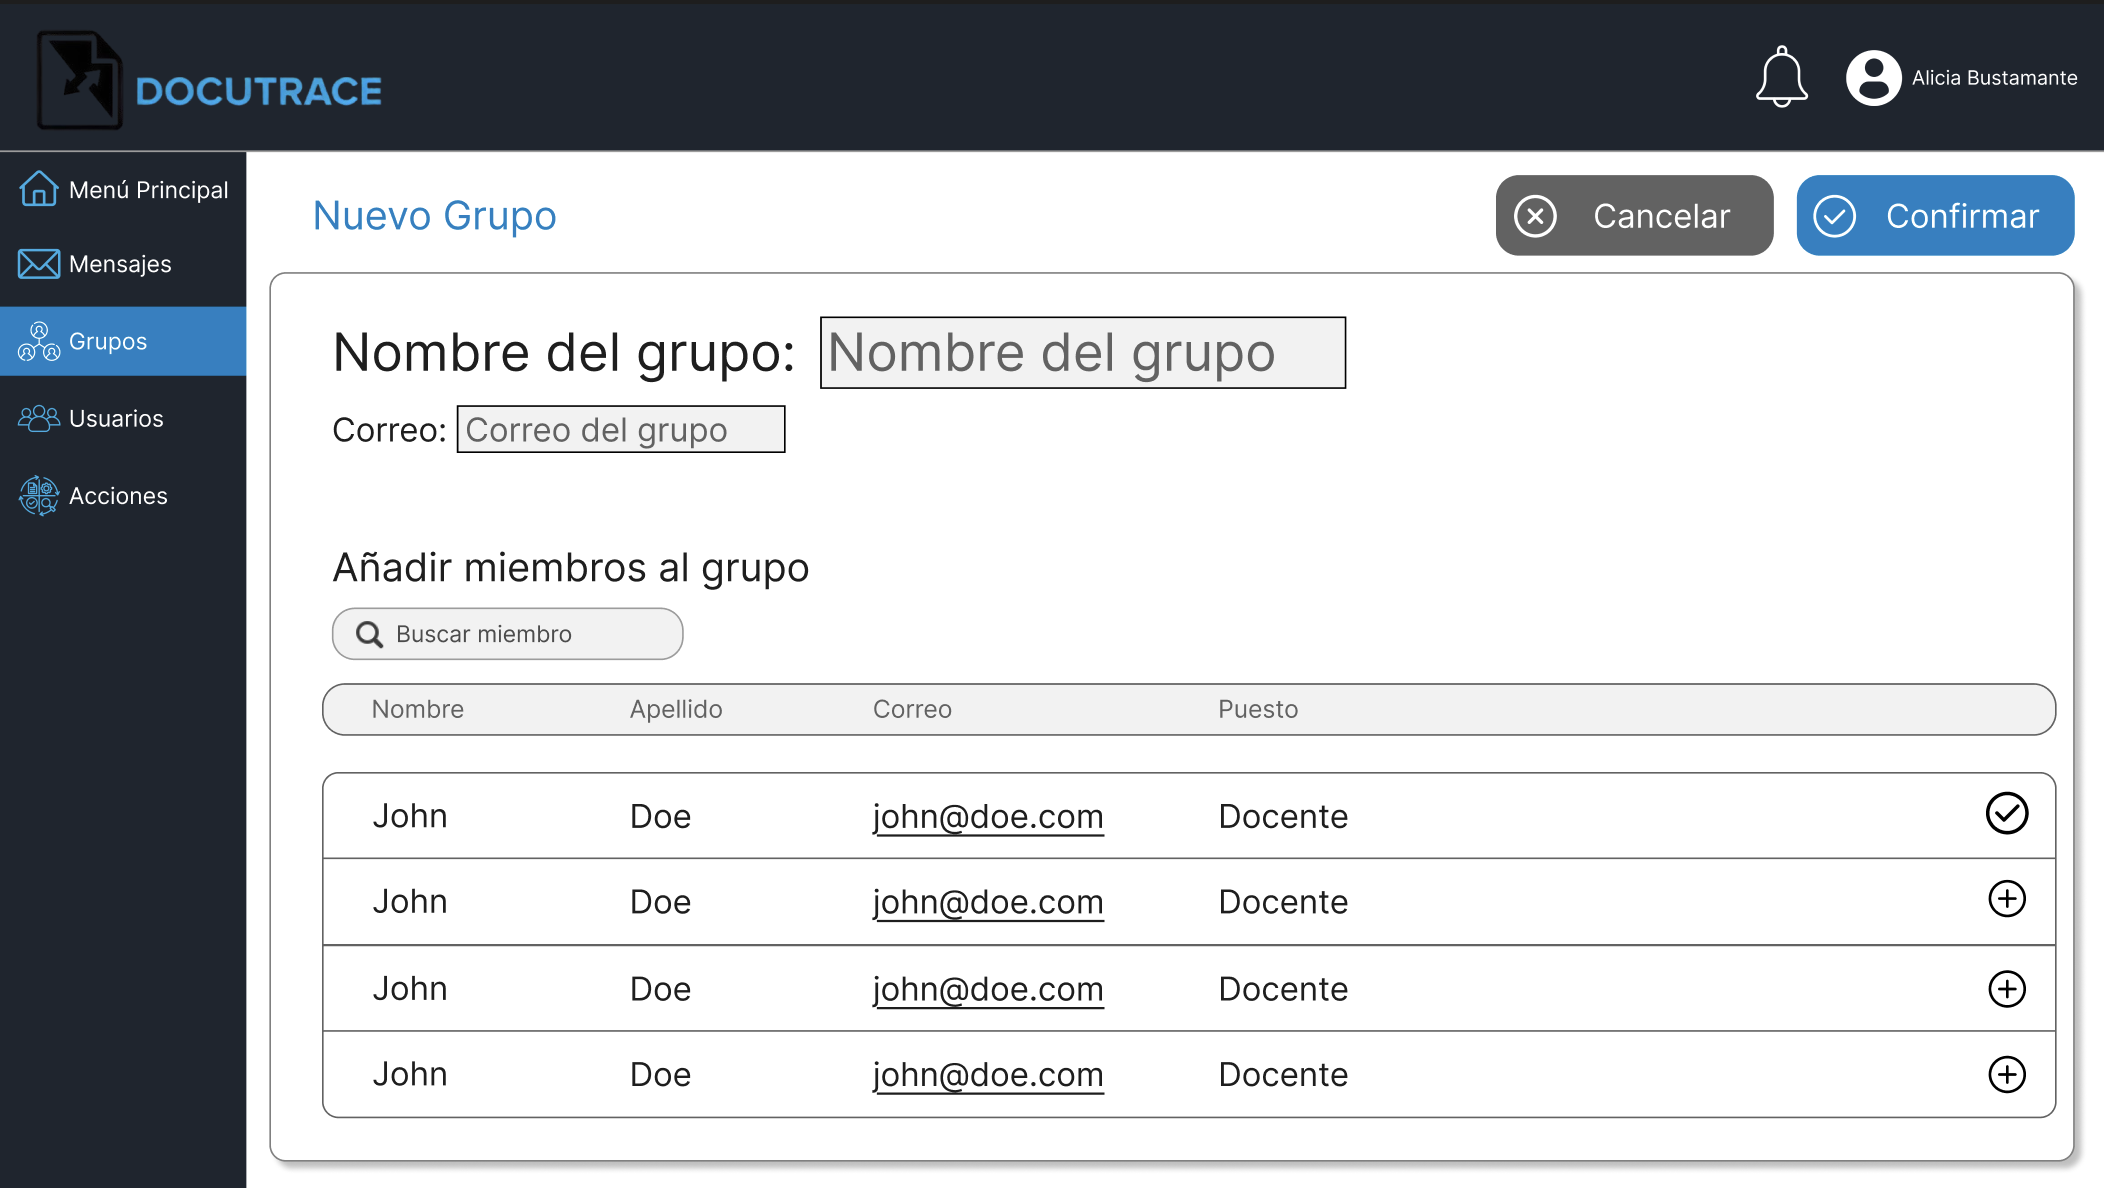 DOCUTRACE
Alicia Bustamante
Menú Principal
Mensajes
Grupos
Usuarios
Acciones
Nuevo Grupo
Cancelar
Confirmar
Nombre del grupo: Nombre del grupo
Correo: Correo del grupo
Añadir miembros al grupo
Buscar miembro
Nombre Apellido Correo Puesto
John Doe john@doe.com Docente
John Doe john@doe.com Docente
John Doe john@doe.com Docente
John Doe john@doe.com Docente